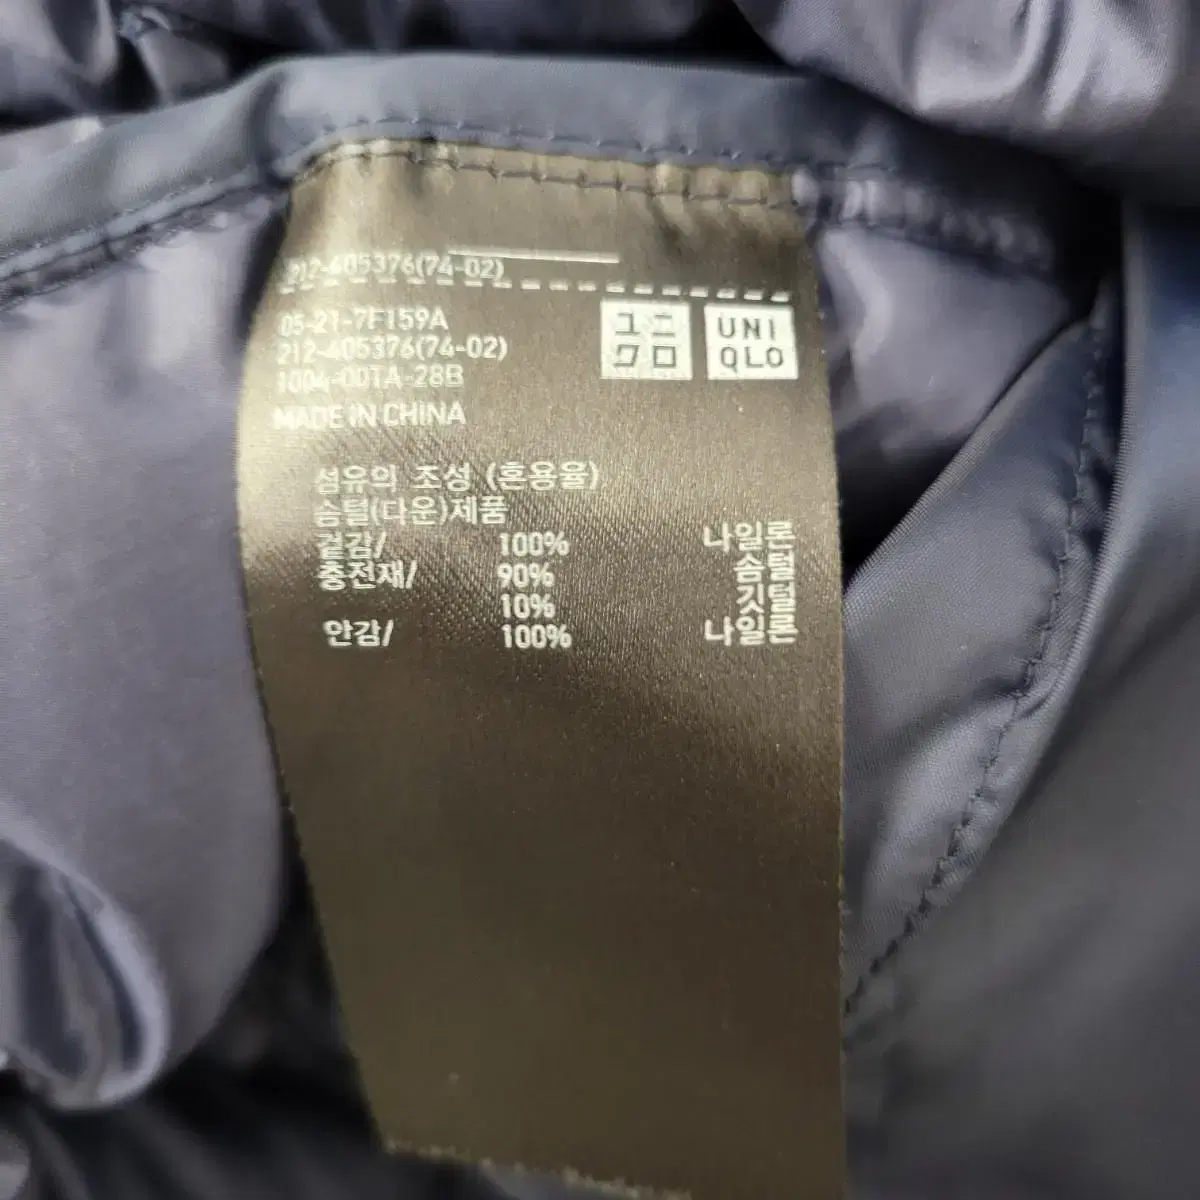 212-405376(74-02)
05-21-7F159A
212-405376(74-02)
1004-00TA-28B
MADE IN CHINA
ユニ
クロ
UNI
QLO
섬유의 조성 (혼용율)
솜털(다운)제품
겉감/ 100% 나일론
충전재/ 90% 솜털
10% 깃털
안감/ 100% 나일론